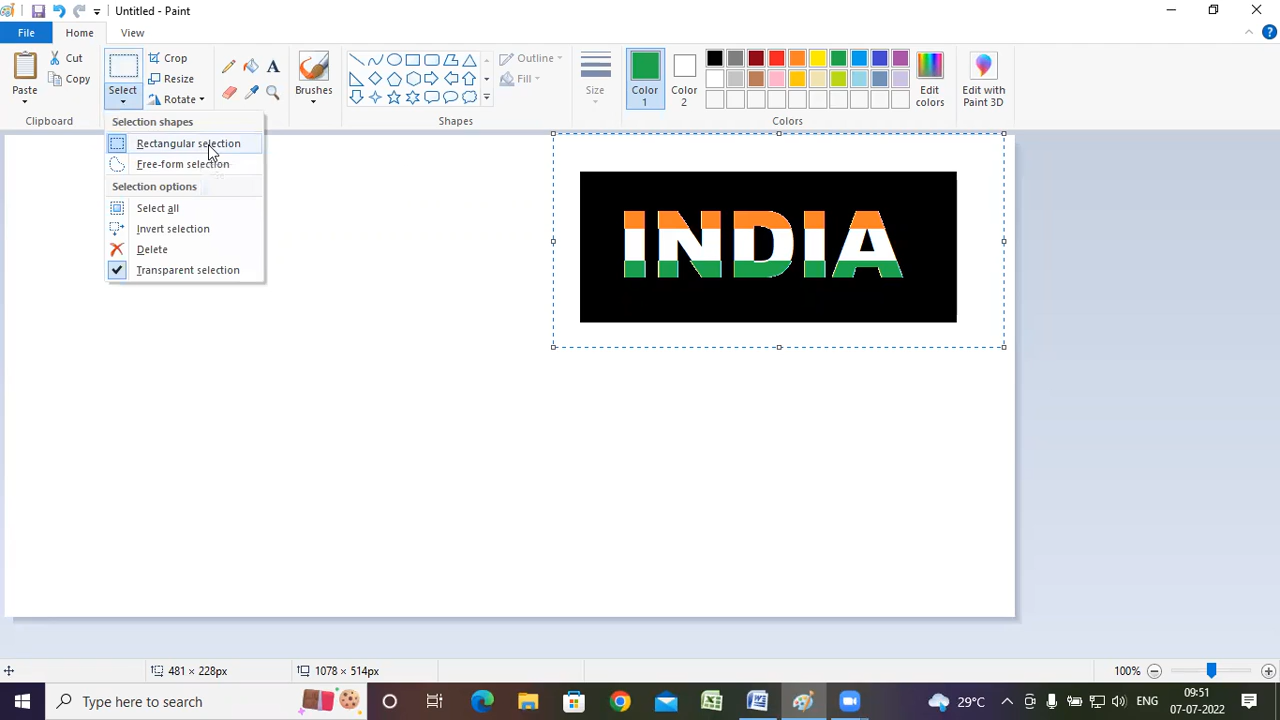 Untitled - Paint
File Home View
Paste
Cut
Copy
Clipboard
Select
Crop
Resize
Rotate
Brushes
Outline
Fill
Shapes
Size
Color 1
Color 2
Edit colors
Edit with Paint 3D
Colors
Selection shapes
Rectangular selection
Free-form selection
Selection options
Select all
Invert selection
Delete
Transparent selection
INDIA
481 × 228px
1078 × 514px
100%
Type here to search
29°C
ENG
09:51
07-07-2022